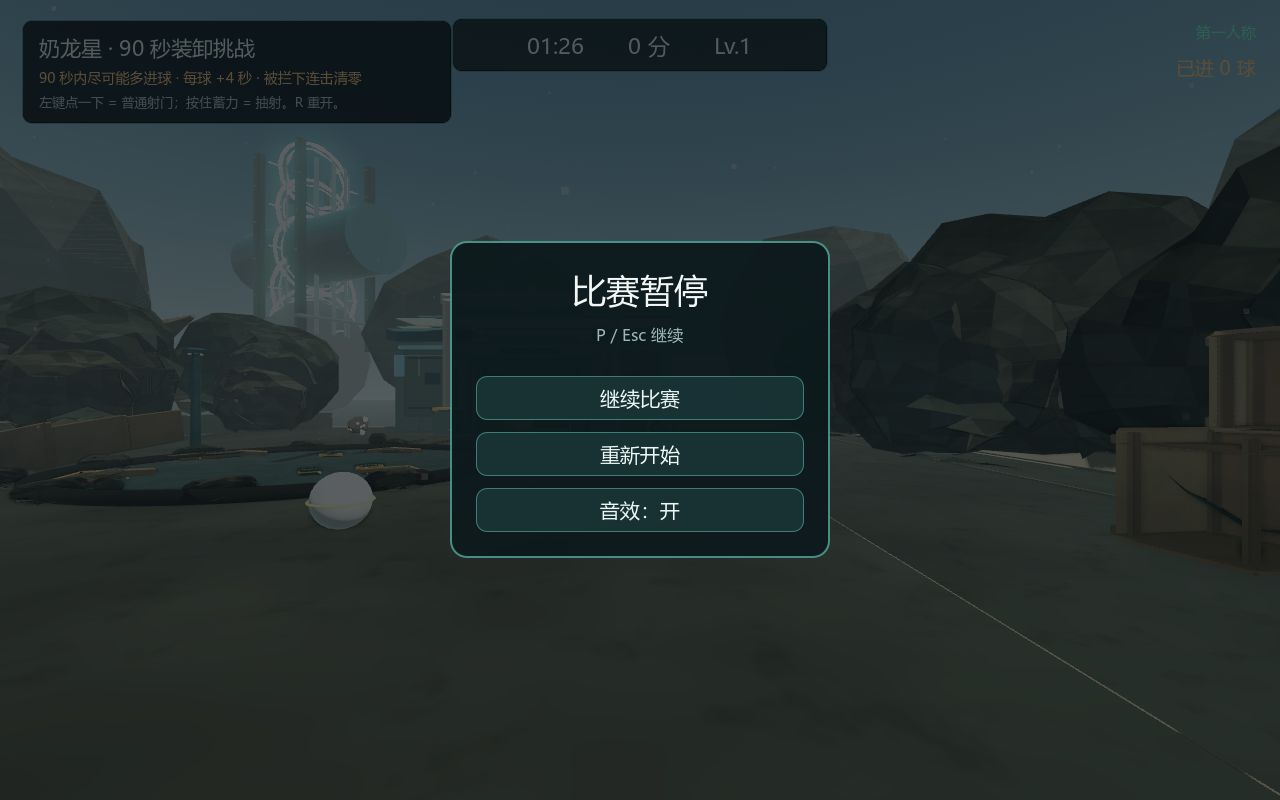 奶龙星 · 90 秒装卸挑战
90 秒内尽可能多进球 · 每球 +4 秒 · 被拦下连击清零
左键点一下 = 普通射门；按住蓄力 = 抽射。R 重开。
01:26 0 分 Lv.1
第一人称
已进 0 球
比赛暂停
P / Esc 继续
继续比赛
重新开始
音效：开